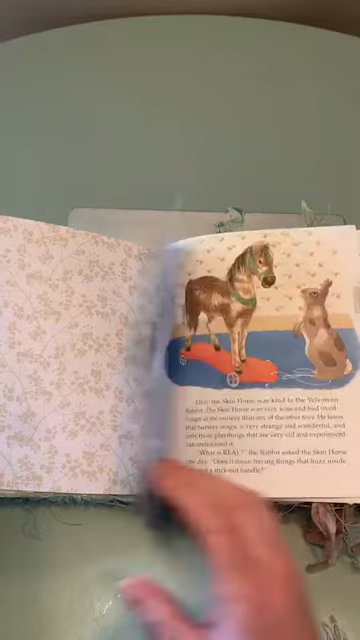 Only the Skin Horse was kind to the Velveteen
Rabbit. The Skin Horse was very kind and had lived
longer in the nursery than any of the other toys. He knew
that nursery magic is very strange and wonderful, and
only those playthings that are very old and experienced
can understand it.
"What is REAL?" the Rabbit asked the Skin Horse
one day. "Does it mean having things that buzz inside
and a stick-out handle?"